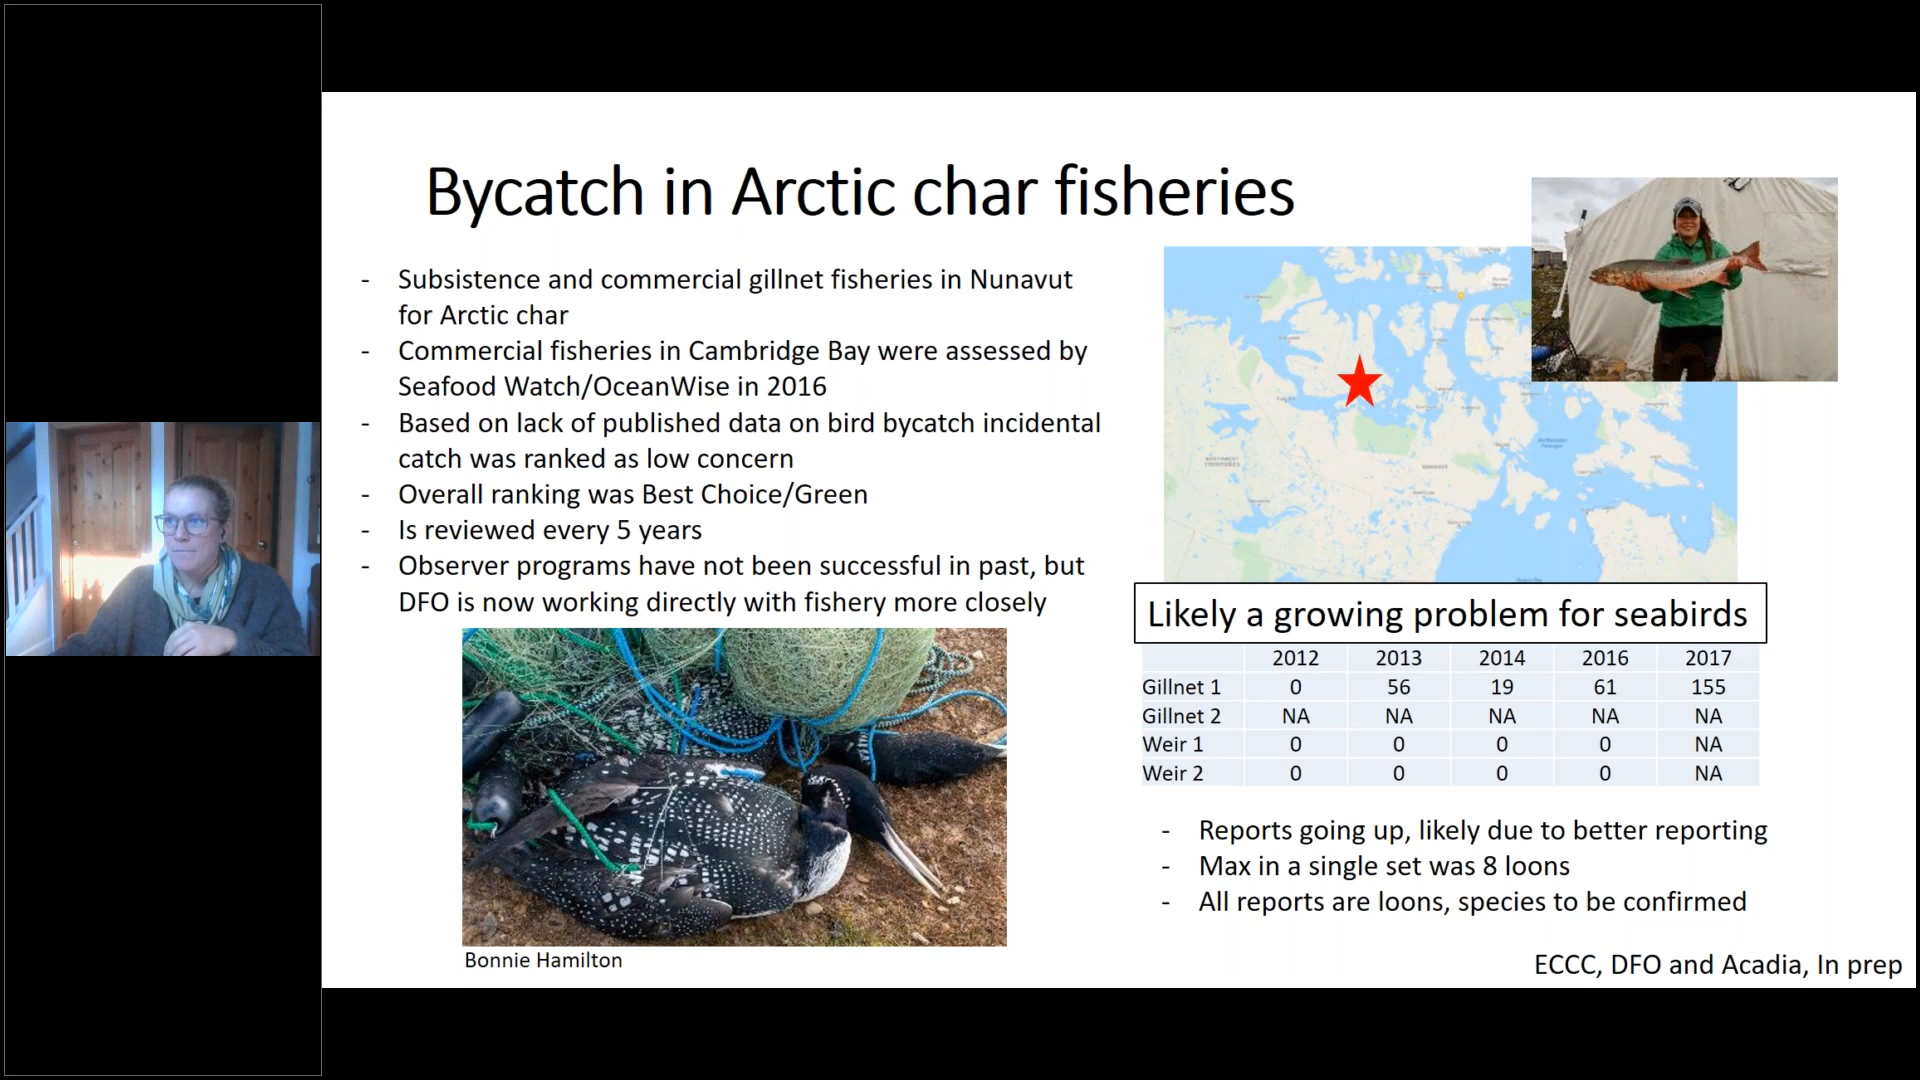 Bycatch in Arctic char fisheries
- Subsistence and commercial gillnet fisheries in Nunavut
for Arctic char
- Commercial fisheries in Cambridge Bay were assessed by
Seafood Watch/OceanWise in 2016
- Based on lack of published data on bird bycatch incidental
catch was ranked as low concern
- Overall ranking was Best Choice/Green
- Is reviewed every 5 years
- Observer programs have not been successful in past, but
DFO is now working directly with fishery more closely
Bonnie Hamilton
NORTHWEST
TERRITORIES
NUNAVUT
Likely a growing problem for seabirds
2012 2013 2014 2016 2017
Gillnet 1 0 56 19 61 155
Gillnet 2 NA NA NA NA NA
Weir 1 0 0 0 0 NA
Weir 2 0 0 0 0 NA
- Reports going up, likely due to better reporting
- Max in a single set was 8 loons
- All reports are loons, species to be confirmed
ECCC, DFO and Acadia, In prep